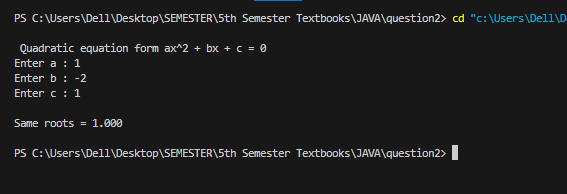 PS C:\Users\Dell\Desktop\SEMESTER\5th Semester Textbooks\JAVA\question2> cd "c:\Users\Dell\D
Quadratic equation form ax^2 + bx + c = 0
Enter a : 1
Enter b : -2
Enter c : 1
Same roots = 1.000
PS C:\Users\Dell\Desktop\SEMESTER\5th Semester Textbooks\JAVA\question2>